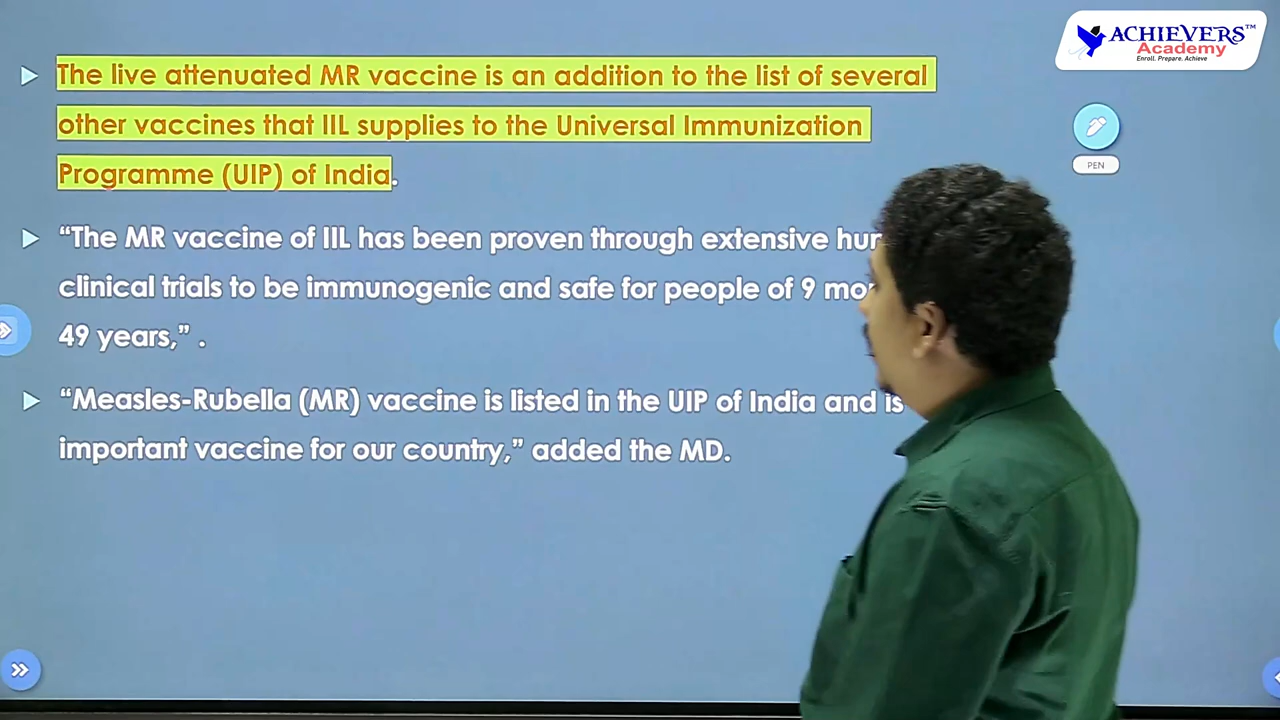 ACHIEVERS™
Academy
Enroll. Prepare. Achieve
The live attenuated MR vaccine is an addition to the list of several
other vaccines that IIL supplies to the Universal Immunization
Programme (UIP) of India.
PEN
“The MR vaccine of IIL has been proven through extensive
clinical trials to be immunogenic and safe for people of 9
49 years,” .
“Measles-Rubella (MR) vaccine is listed in the UIP of India and is
important vaccine for our country,” added the MD.